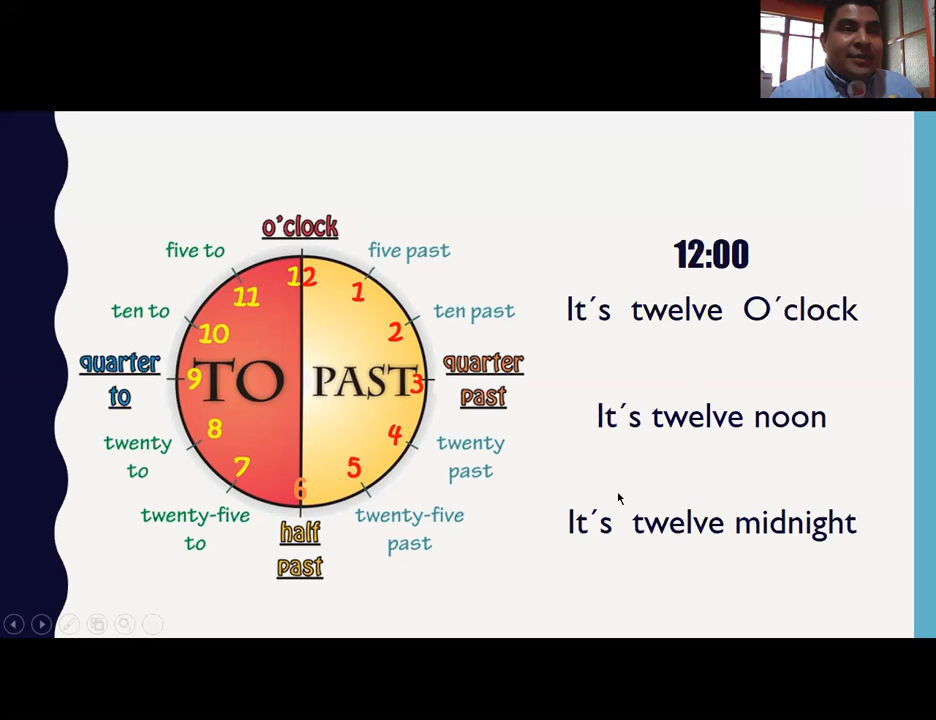 o'clock
five to
five past
12
11
1
ten to
10
2
ten past
quarter
to
9
TO
PAST
3
quarter
past
8
4
twenty
to
twenty
past
7
5
6
twenty-five
to
half
past
twenty-five
past
12:00
It´s twelve O´clock
It´s twelve noon
It´s twelve midnight